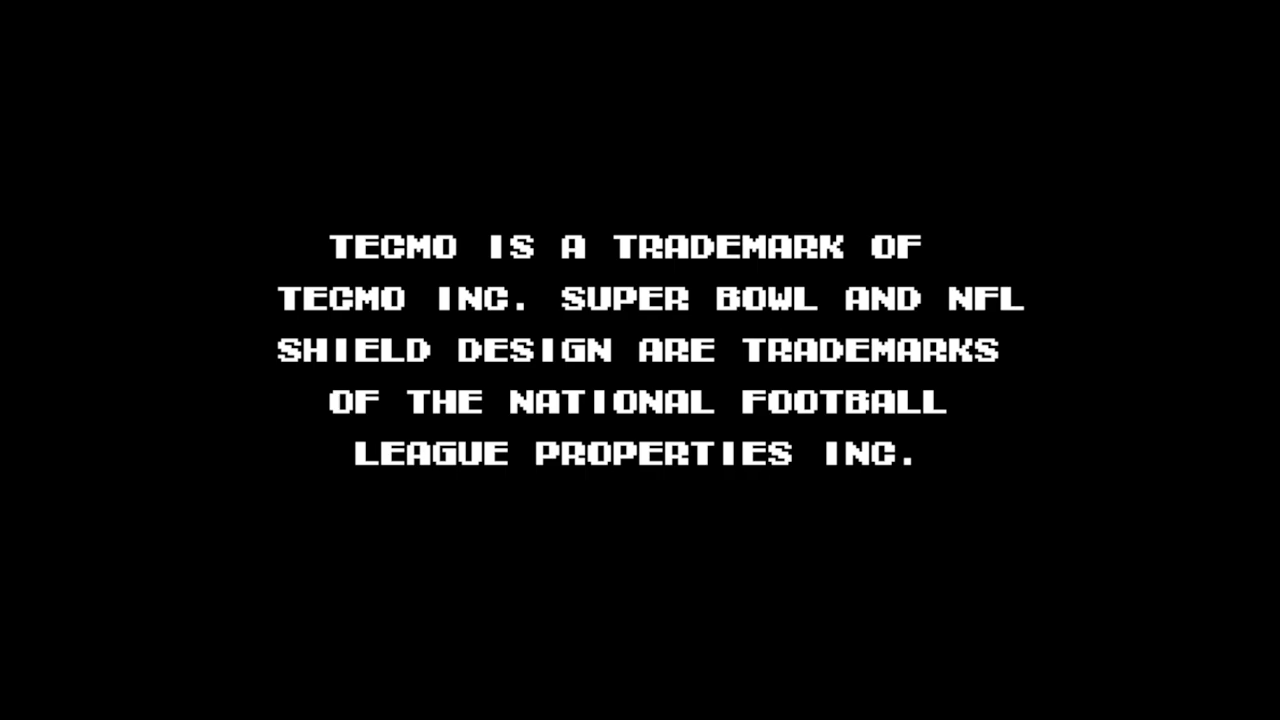 TECMO IS A TRADEMARK OF
TECMO INC. SUPER BOWL AND NFL
SHIELD DESIGN ARE TRADEMARKS
OF THE NATIONAL FOOTBALL
LEAGUE PROPERTIES INC.